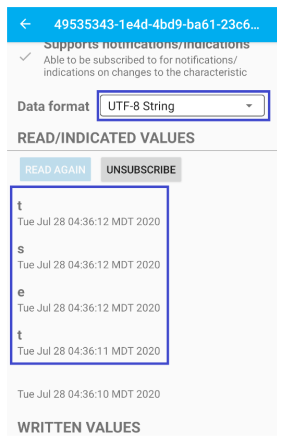 49535343-1e4d-4bd9-ba61-23c6...
Supports notifications/indications
Able to be subscribed to for notifications/
indications on changes to the characteristic
Data format UTF-8 String
READ/INDICATED VALUES
READ AGAIN UNSUBSCRIBE
t
Tue Jul 28 04:36:12 MDT 2020
s
Tue Jul 28 04:36:12 MDT 2020
e
Tue Jul 28 04:36:12 MDT 2020
t
Tue Jul 28 04:36:11 MDT 2020
Tue Jul 28 04:36:10 MDT 2020
WRITTEN VALUES